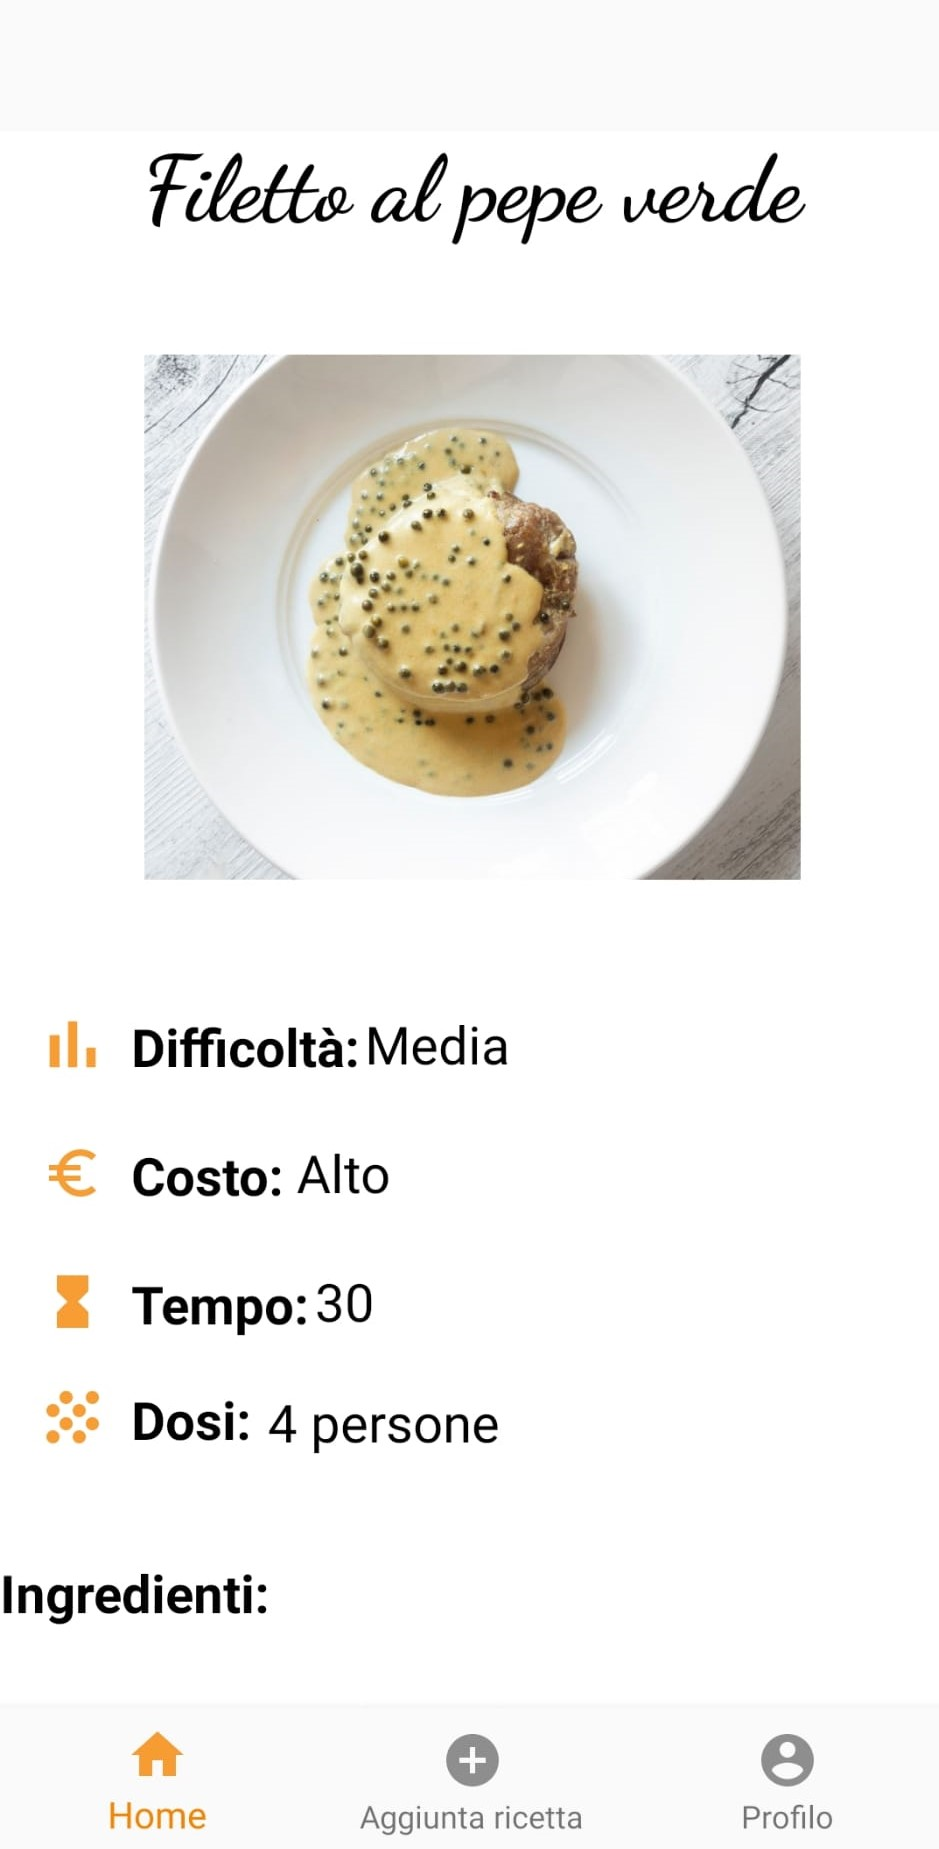 Filetto al pepe verde
Difficoltà: Media
Costo: Alto
Tempo: 30
Dosi: 4 persone
Ingredienti:
Home
Aggiunta ricetta
Profilo